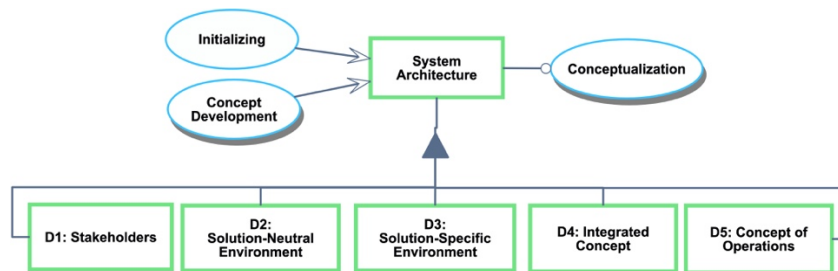 Initializing
System
Architecture
Conceptualization
Concept
Development
D1: Stakeholders
D2:
Solution-Neutral
Environment
D3:
Solution-Specific
Environment
D4: Integrated
Concept
D5: Concept of
Operations